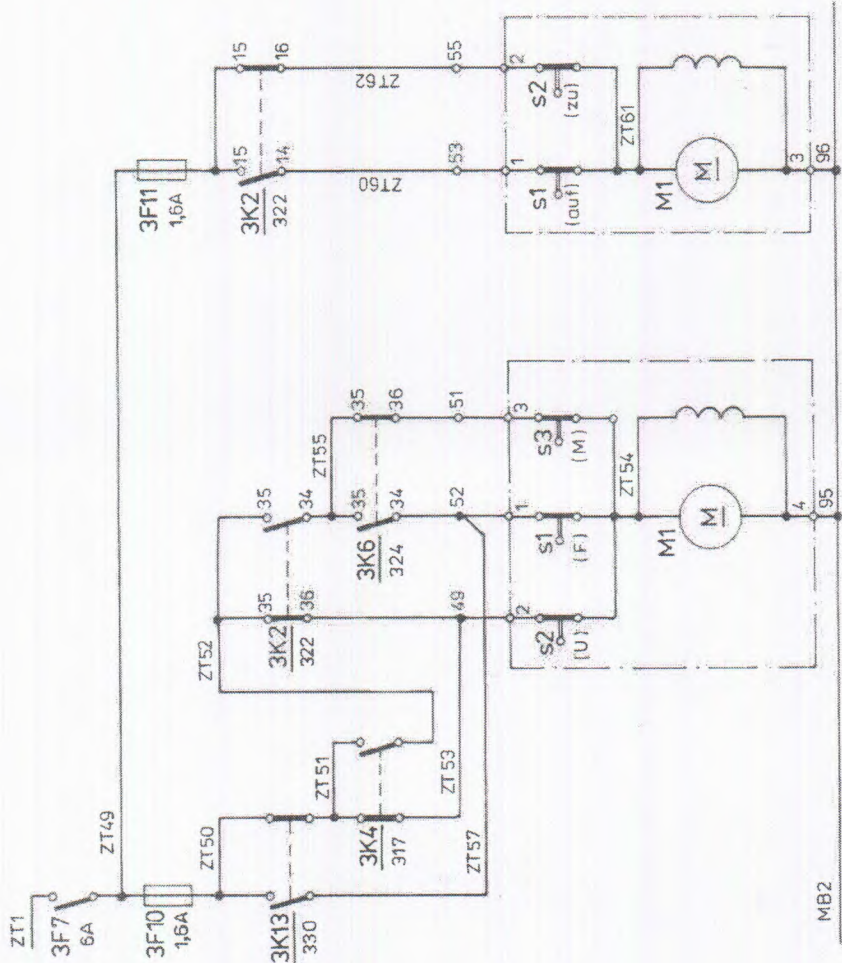 ZT1
3F7
6A
ZT49
3F10
1,6A
ZT50
3K13
330
ZT51
3K4
317
ZT53
ZT57
ZT52
35
35
3K2
322
36
34
ZT55
35
35
3K6
324
34
36
49
52
51
2
1
3
s2
(U)
s1
(F)
s3
(M)
ZT54
M1
M
4
95
3F11
1,6A
15
15
3K2
322
14
16
ZT60
ZT62
53
55
1
2
s1
(auf)
s2
(zu)
ZT61
M1
M
3
96
MB2